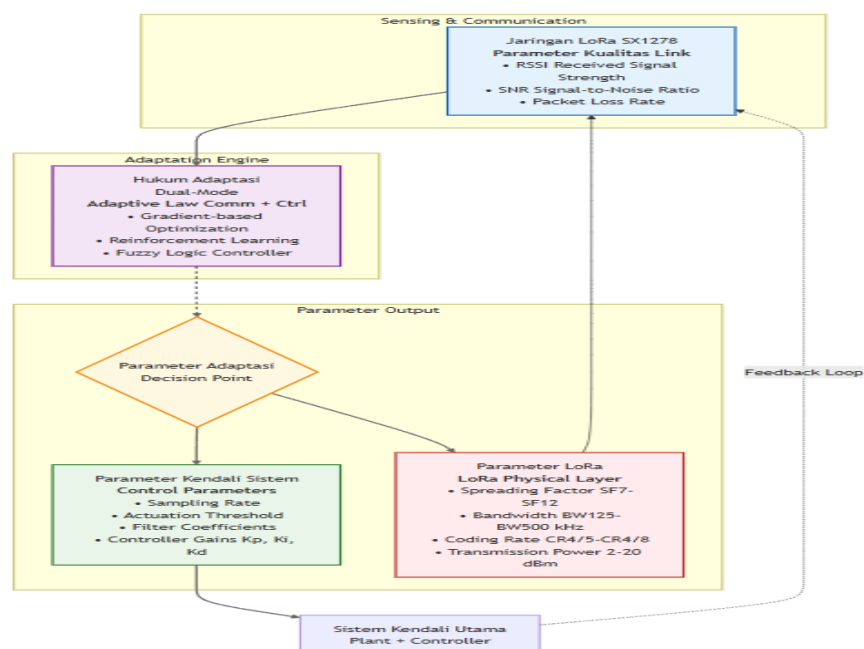 Sensing & Communication
Jaringan LoRa SX1278
Parameter Kualitas Link
• RSSI Received Signal
Strength
• SNR Signal-to-Noise Ratio
• Packet Loss Rate
Adaptation Engine
Hukum Adaptasi
Dual-Mode
Adaptive Law Comm + Ctrl
• Gradient-based
Optimization
• Reinforcement Learning
• Fuzzy Logic Controller
Parameter Output
Parameter Adaptasi
Decision Point
Feedback Loop
Parameter Kendali Sistem
Control Parameters
• Sampling Rate
• Actuation Threshold
• Filter Coefficients
• Controller Gains Kp, Ki,
Kd
Parameter LoRa
LoRa Physical Layer
• Spreading Factor SF7-
SF12
• Bandwidth BW125-
BW500 kHz
• Coding Rate CR4/5-CR4/8
• Transmission Power 2-20
dBm
Sistem Kendali Utama
Plant + Controller